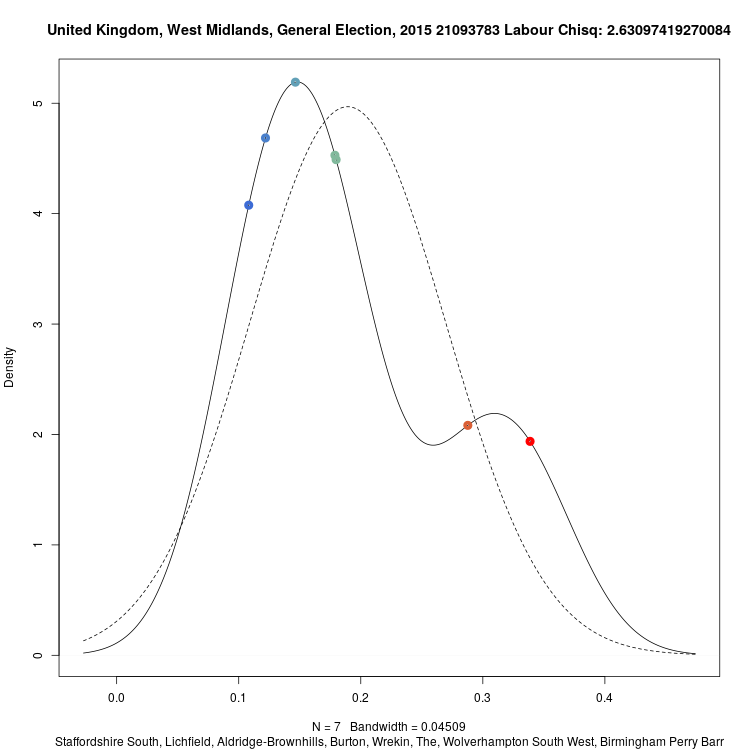 United Kingdom, West Midlands, General Election, 2015 21093783 Labour Chisq: 2.63097419270084
Density
5
4
3
2
1
0
0.0 0.1 0.2 0.3 0.4
N = 7 Bandwidth = 0.04509
Staffordshire South, Lichfield, Aldridge-Brownhills, Burton, Wrekin, The, Wolverhampton South West, Birmingham Perry Barr